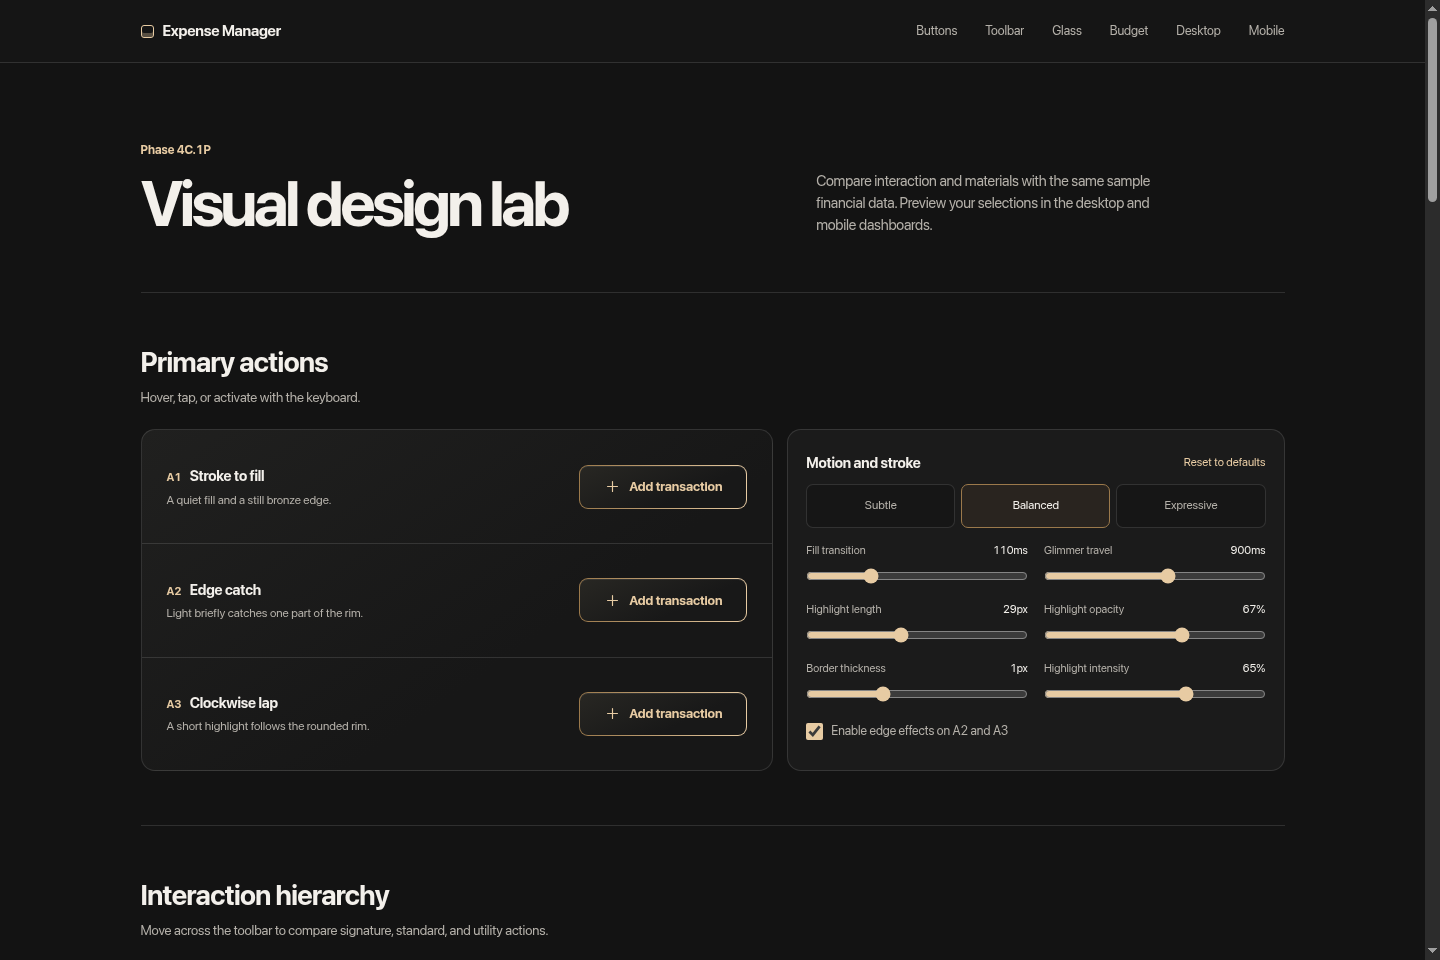 Expense Manager
Buttons Toolbar Glass Budget Desktop Mobile
Phase 4C.1P
Visual design lab
Compare interaction and materials with the same sample
financial data. Preview your selections in the desktop and
mobile dashboards.
Primary actions
Hover, tap, or activate with the keyboard.
A1 Stroke to fill
A quiet fill and a still bronze edge.
Add transaction
A2 Edge catch
Light briefly catches one part of the rim.
Add transaction
A3 Clockwise lap
A short highlight follows the rounded rim.
Add transaction
Motion and stroke
Reset to defaults
Subtle Balanced Expressive
Fill transition 110ms
Glimmer travel 900ms
Highlight length 29px
Highlight opacity 67%
Border thickness 1px
Highlight intensity 65%
Enable edge effects on A2 and A3
Interaction hierarchy
Move across the toolbar to compare signature, standard, and utility actions.